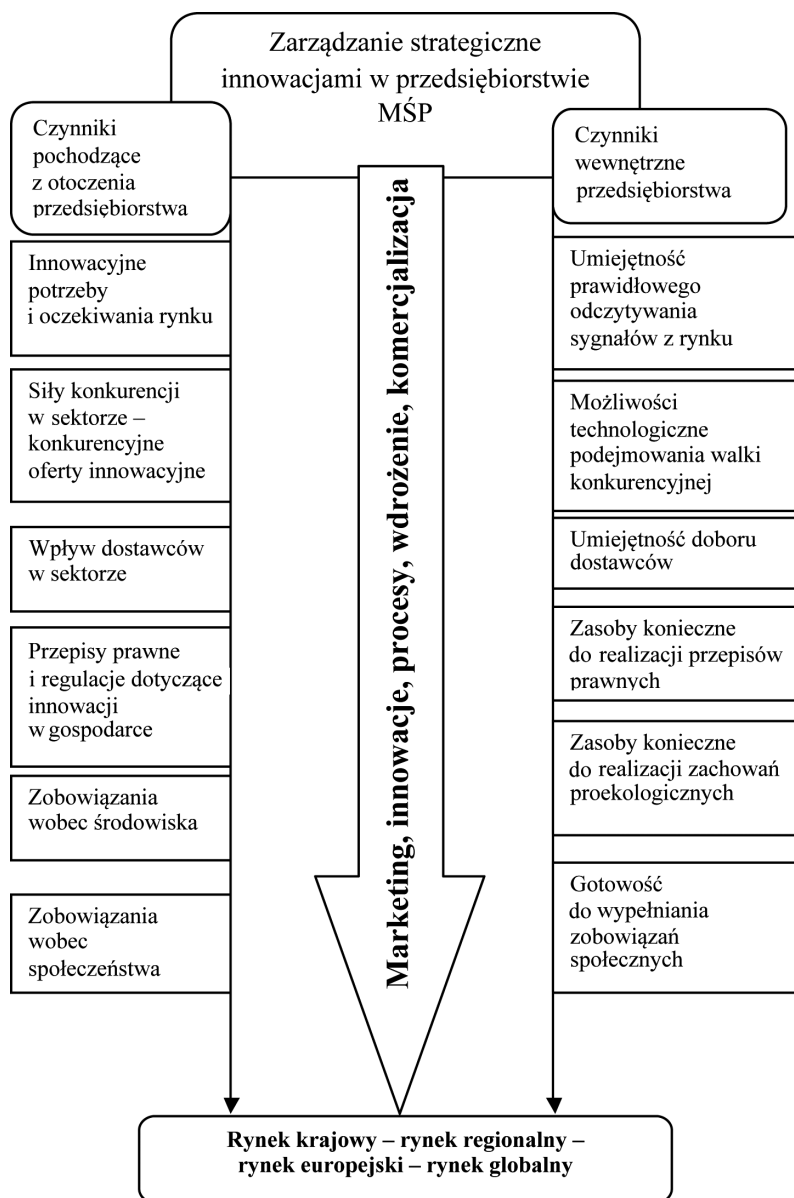 Zarządzanie strategiczne
innowacjami w przedsiębiorstwie
MŚP
Czynniki
pochodzące
z otoczenia
przedsiębiorstwa
Innowacyjne
potrzeby
i oczekiwania rynku
Siły konkurencji
w sektorze –
konkurencyjne
oferty innowacyjne
Wpływ dostawców
w sektorze
Przepisy prawne
i regulacje dotyczące
innowacji
w gospodarce
Zobowiązania
wobec środowiska
Zobowiązania
wobec
społeczeństwa
Marketing, innowacje, procesy, wdrożenie, komercjalizacja
Czynniki
wewnętrzne
przedsiębiorstwa
Umiejętność
prawidłowego
odczytywania
sygnałów z rynku
Możliwości
technologiczne
podejmowania walki
konkurencyjnej
Umiejętność doboru
dostawców
Zasoby konieczne
do realizacji przepisów
prawnych
Zasoby konieczne
do realizacji zachowań
proekologicznych
Gotowość
do wypełniania
zobowiązań
społecznych
Rynek krajowy – rynek regionalny –
rynek europejski – rynek globalny